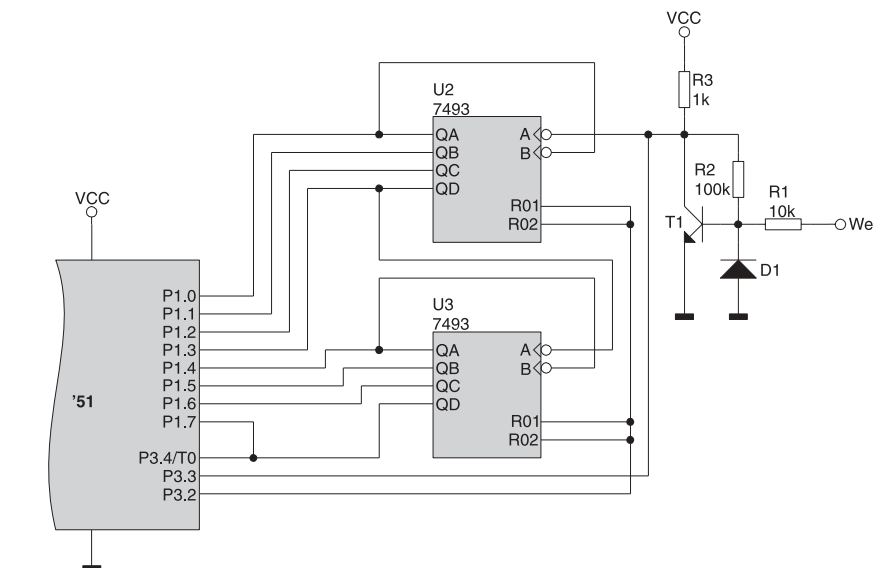 VCC
R3
1k
U2
7493
QA
QB
QC
QD
A
B
R01
R02
R2
100k
R1
10k
T1
We
D1
VCC
U3
7493
QA
QB
QC
QD
A
B
R01
R02
'51
P1.0
P1.1
P1.2
P1.3
P1.4
P1.5
P1.6
P1.7
P3.4/T0
P3.3
P3.2